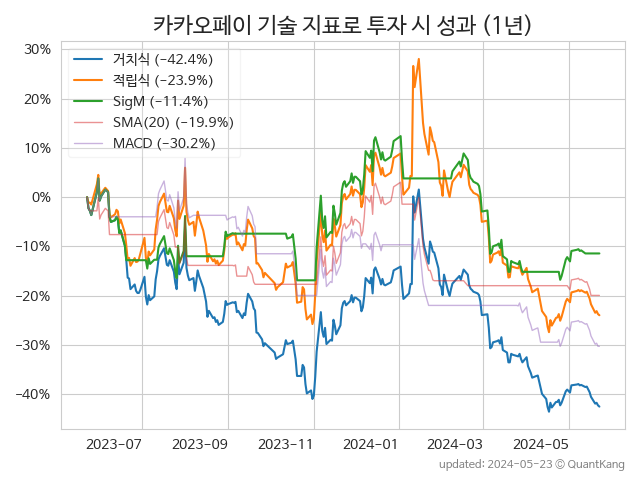 카카오페이 기술 지표로 투자 시 성과 (1년)
30%
20%
10%
0%
−10%
−20%
−30%
−40%
거치식 (−42.4%)
적립식 (−23.9%)
SigM (−11.4%)
SMA(20) (−19.9%)
MACD (−30.2%)
2023-07
2023-09
2023-11
2024-01
2024-03
2024-05
updated: 2024-05-23 © QuantKang